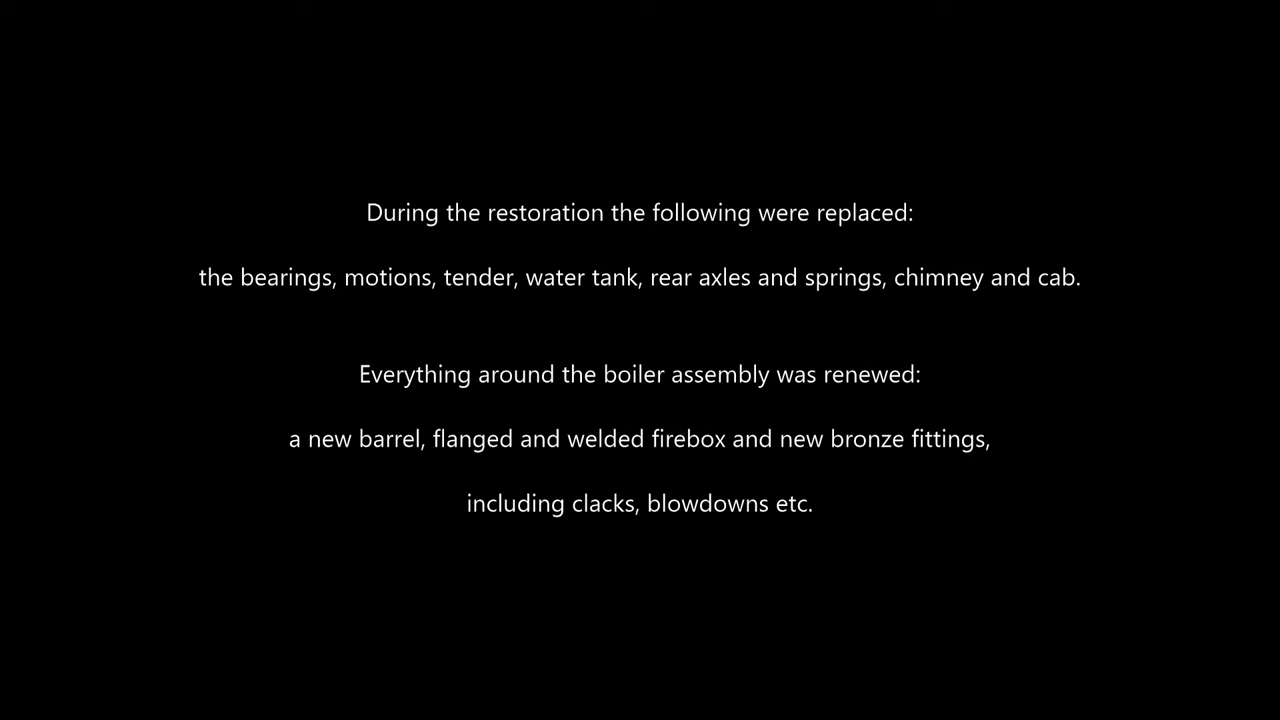 During the restoration the following were replaced:
the bearings, motions, tender, water tank, rear axles and springs, chimney and cab.
Everything around the boiler assembly was renewed:
a new barrel, flanged and welded firebox and new bronze fittings,
including clacks, blowdowns etc.